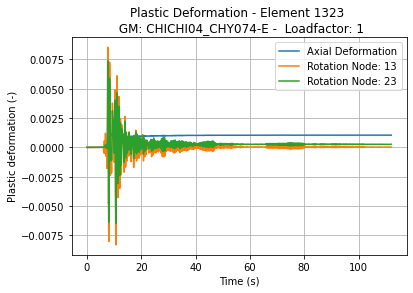 Plastic Deformation - Element 1323
GM: CHICHI04_CHY074-E - Loadfactor: 1
Axial Deformation
Rotation Node: 13
Rotation Node: 23
Plastic deformation (-)
0.0075
0.0050
0.0025
0.0000
−0.0025
−0.0050
−0.0075
0 20 40 60 80 100
Time (s)